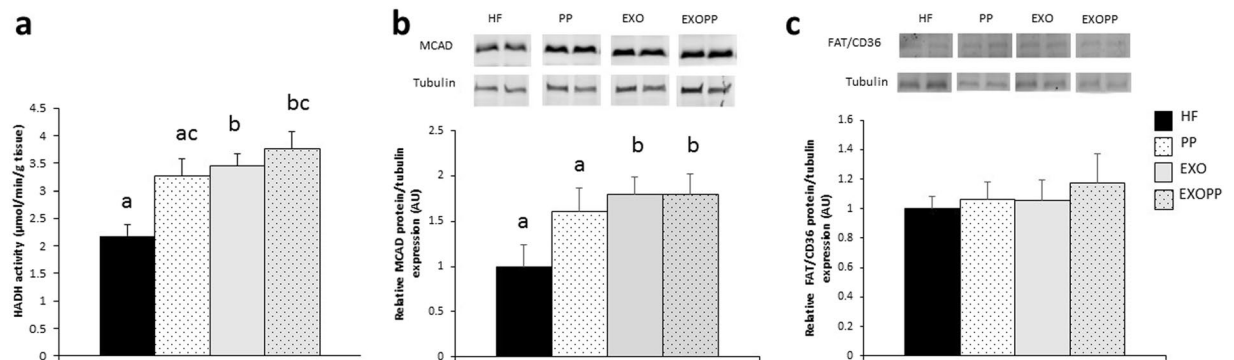 a
HADH activity (µmol/min/g tissue)
4.5
4
3.5
3
2.5
2
1.5
1
0.5
0
a
ac
b
bc
b
HF PP EXO EXOPP
MCAD
Tubulin
Relative MCAD protein/tubulin
expression (AU)
2.5
2
1.5
1
0.5
0
a
a
b
b
c
HF PP EXO EXOPP
FAT/CD36
Tubulin
Relative FAT/CD36 protein/tubulin
expression (AU)
1.6
1.4
1.2
1
0.8
0.6
0.4
0.2
0
HF
PP
EXO
EXOPP